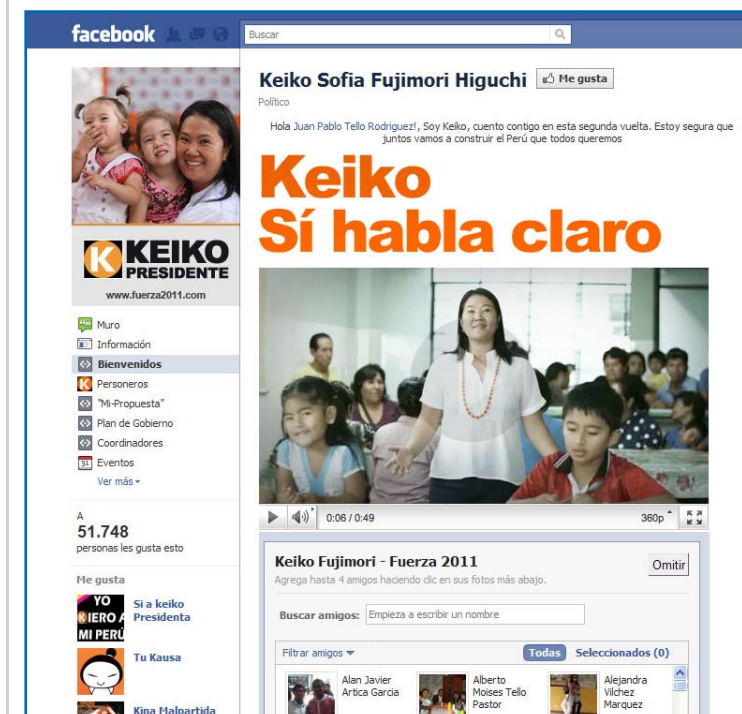 facebook
Buscar
Keiko Sofia Fujimori Higuchi
Me gusta
Político
Hola Juan Pablo Tello Rodriguez!, Soy Keiko, cuento contigo en esta segunda vuelta. Estoy segura que
juntos vamos a construir el Perú que todos queremos
Keiko
Sí habla claro
K KEIKO
PRESIDENTE
www.fuerza2011.com
Muro
Información
Bienvenidos
Personeros
"Mi-Propuesta"
Plan de Gobierno
Coordinadores
31 Eventos
Ver más
A
51.748
personas les gusta esto
Me gusta
YO
KIERO A
MI PERÚ
Si a keiko
Presidenta
Tu Kausa
Kina Malpartida
0:06 / 0:49
360p
Keiko Fujimori - Fuerza 2011
Omitir
Agrega hasta 4 amigos haciendo clic en sus fotos más abajo.
Buscar amigos: Empieza a escribir un nombre
Filtrar amigos
Todas
Seleccionados (0)
Alan Javier
Artica Garcia
Alberto
Moises Tello
Pastor
Alejandra
Vilchez
Marquez